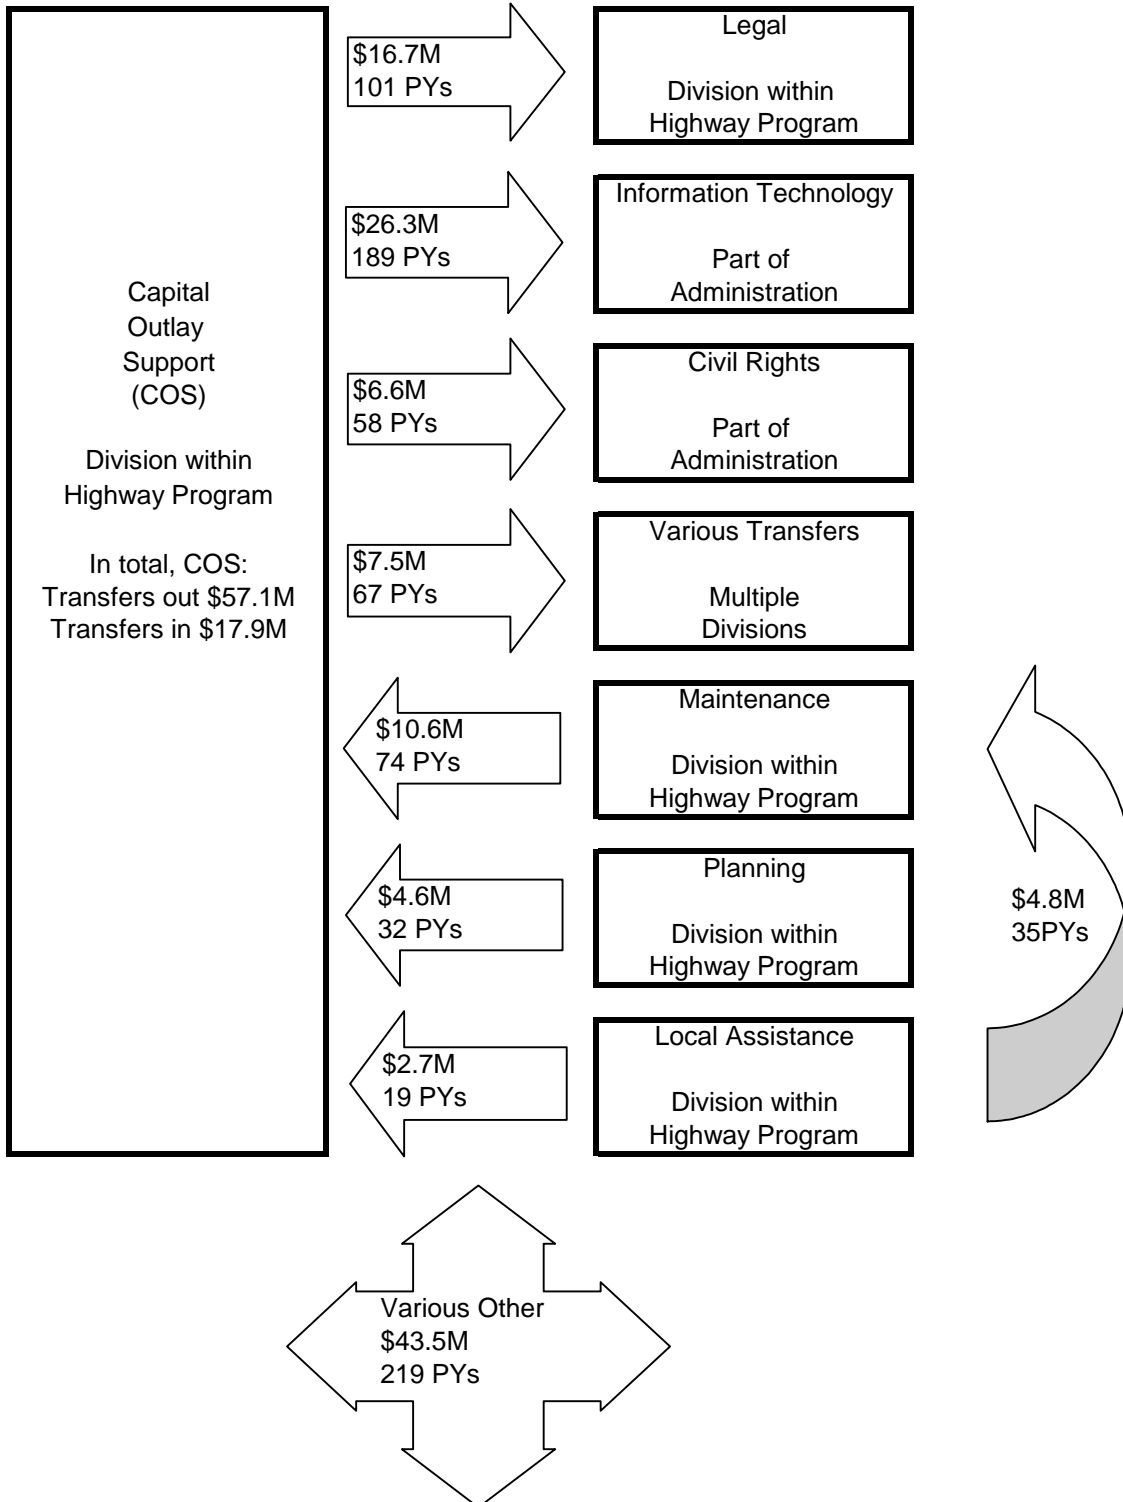 Capital
Outlay
Support
(COS)
Division within
Highway Program
In total, COS:
Transfers out $57.1M
Transfers in $17.9M
$16.7M
101 PYs
Legal
Division within
Highway Program
$26.3M
189 PYs
Information Technology
Part of
Administration
$6.6M
58 PYs
Civil Rights
Part of
Administration
$7.5M
67 PYs
Various Transfers
Multiple
Divisions
$10.6M
74 PYs
Maintenance
Division within
Highway Program
$4.6M
32 PYs
Planning
Division within
Highway Program
$4.8M
35PYs
$2.7M
19 PYs
Local Assistance
Division within
Highway Program
Various Other
$43.5M
219 PYs